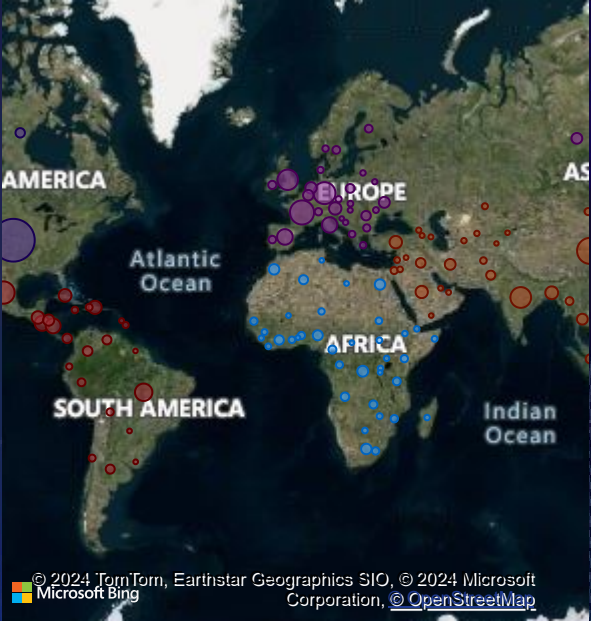 AMERICA
EUROPE
AS
Atlantic
Ocean
AFRICA
SOUTH AMERICA
Indian
Ocean
© 2024 TomTom, Earthstar Geographics SIO, © 2024 Microsoft
Microsoft Bing
Corporation, © OpenStreetMap